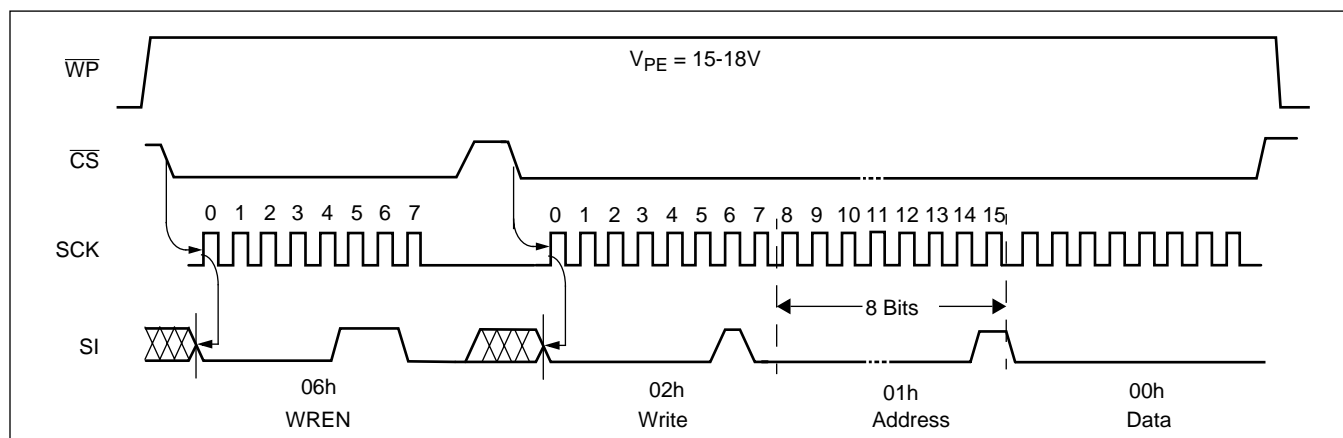 WP
V_PE = 15-18V
CS
0 1 2 3 4 5 6 7
0 1 2 3 4 5 6 7 8 9 10 11 12 13 14 15
SCK
8 Bits
SI
06h
WREN
02h
Write
01h
Address
00h
Data